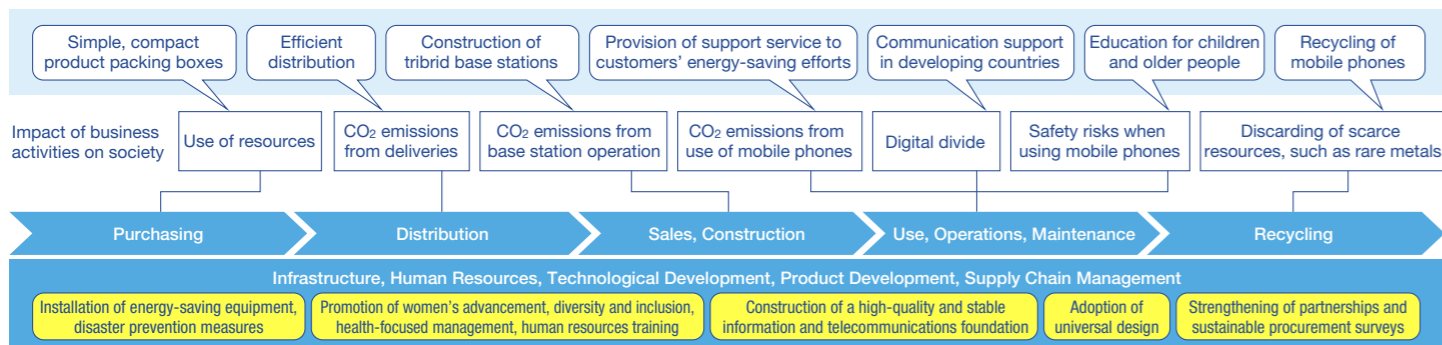 Simple, compact
product packing boxes
Efficient
distribution
Construction of
tribrid base stations
Provision of support service to
customers’ energy-saving efforts
Communication support
in developing countries
Education for children
and older people
Recycling of
mobile phones
Impact of business
activities on society
Use of resources
CO₂ emissions
from deliveries
CO₂ emissions from
base station operation
CO₂ emissions from
use of mobile phones
Digital divide
Safety risks when
using mobile phones
Discarding of scarce
resources, such as rare metals
Purchasing
Distribution
Sales, Construction
Use, Operations, Maintenance
Recycling
Infrastructure, Human Resources, Technological Development, Product Development, Supply Chain Management
Installation of energy-saving equipment,
disaster prevention measures
Promotion of women’s advancement, diversity and inclusion,
health-focused management, human resources training
Construction of a high-quality and stable
information and telecommunications foundation
Adoption of
universal design
Strengthening of partnerships and
sustainable procurement surveys